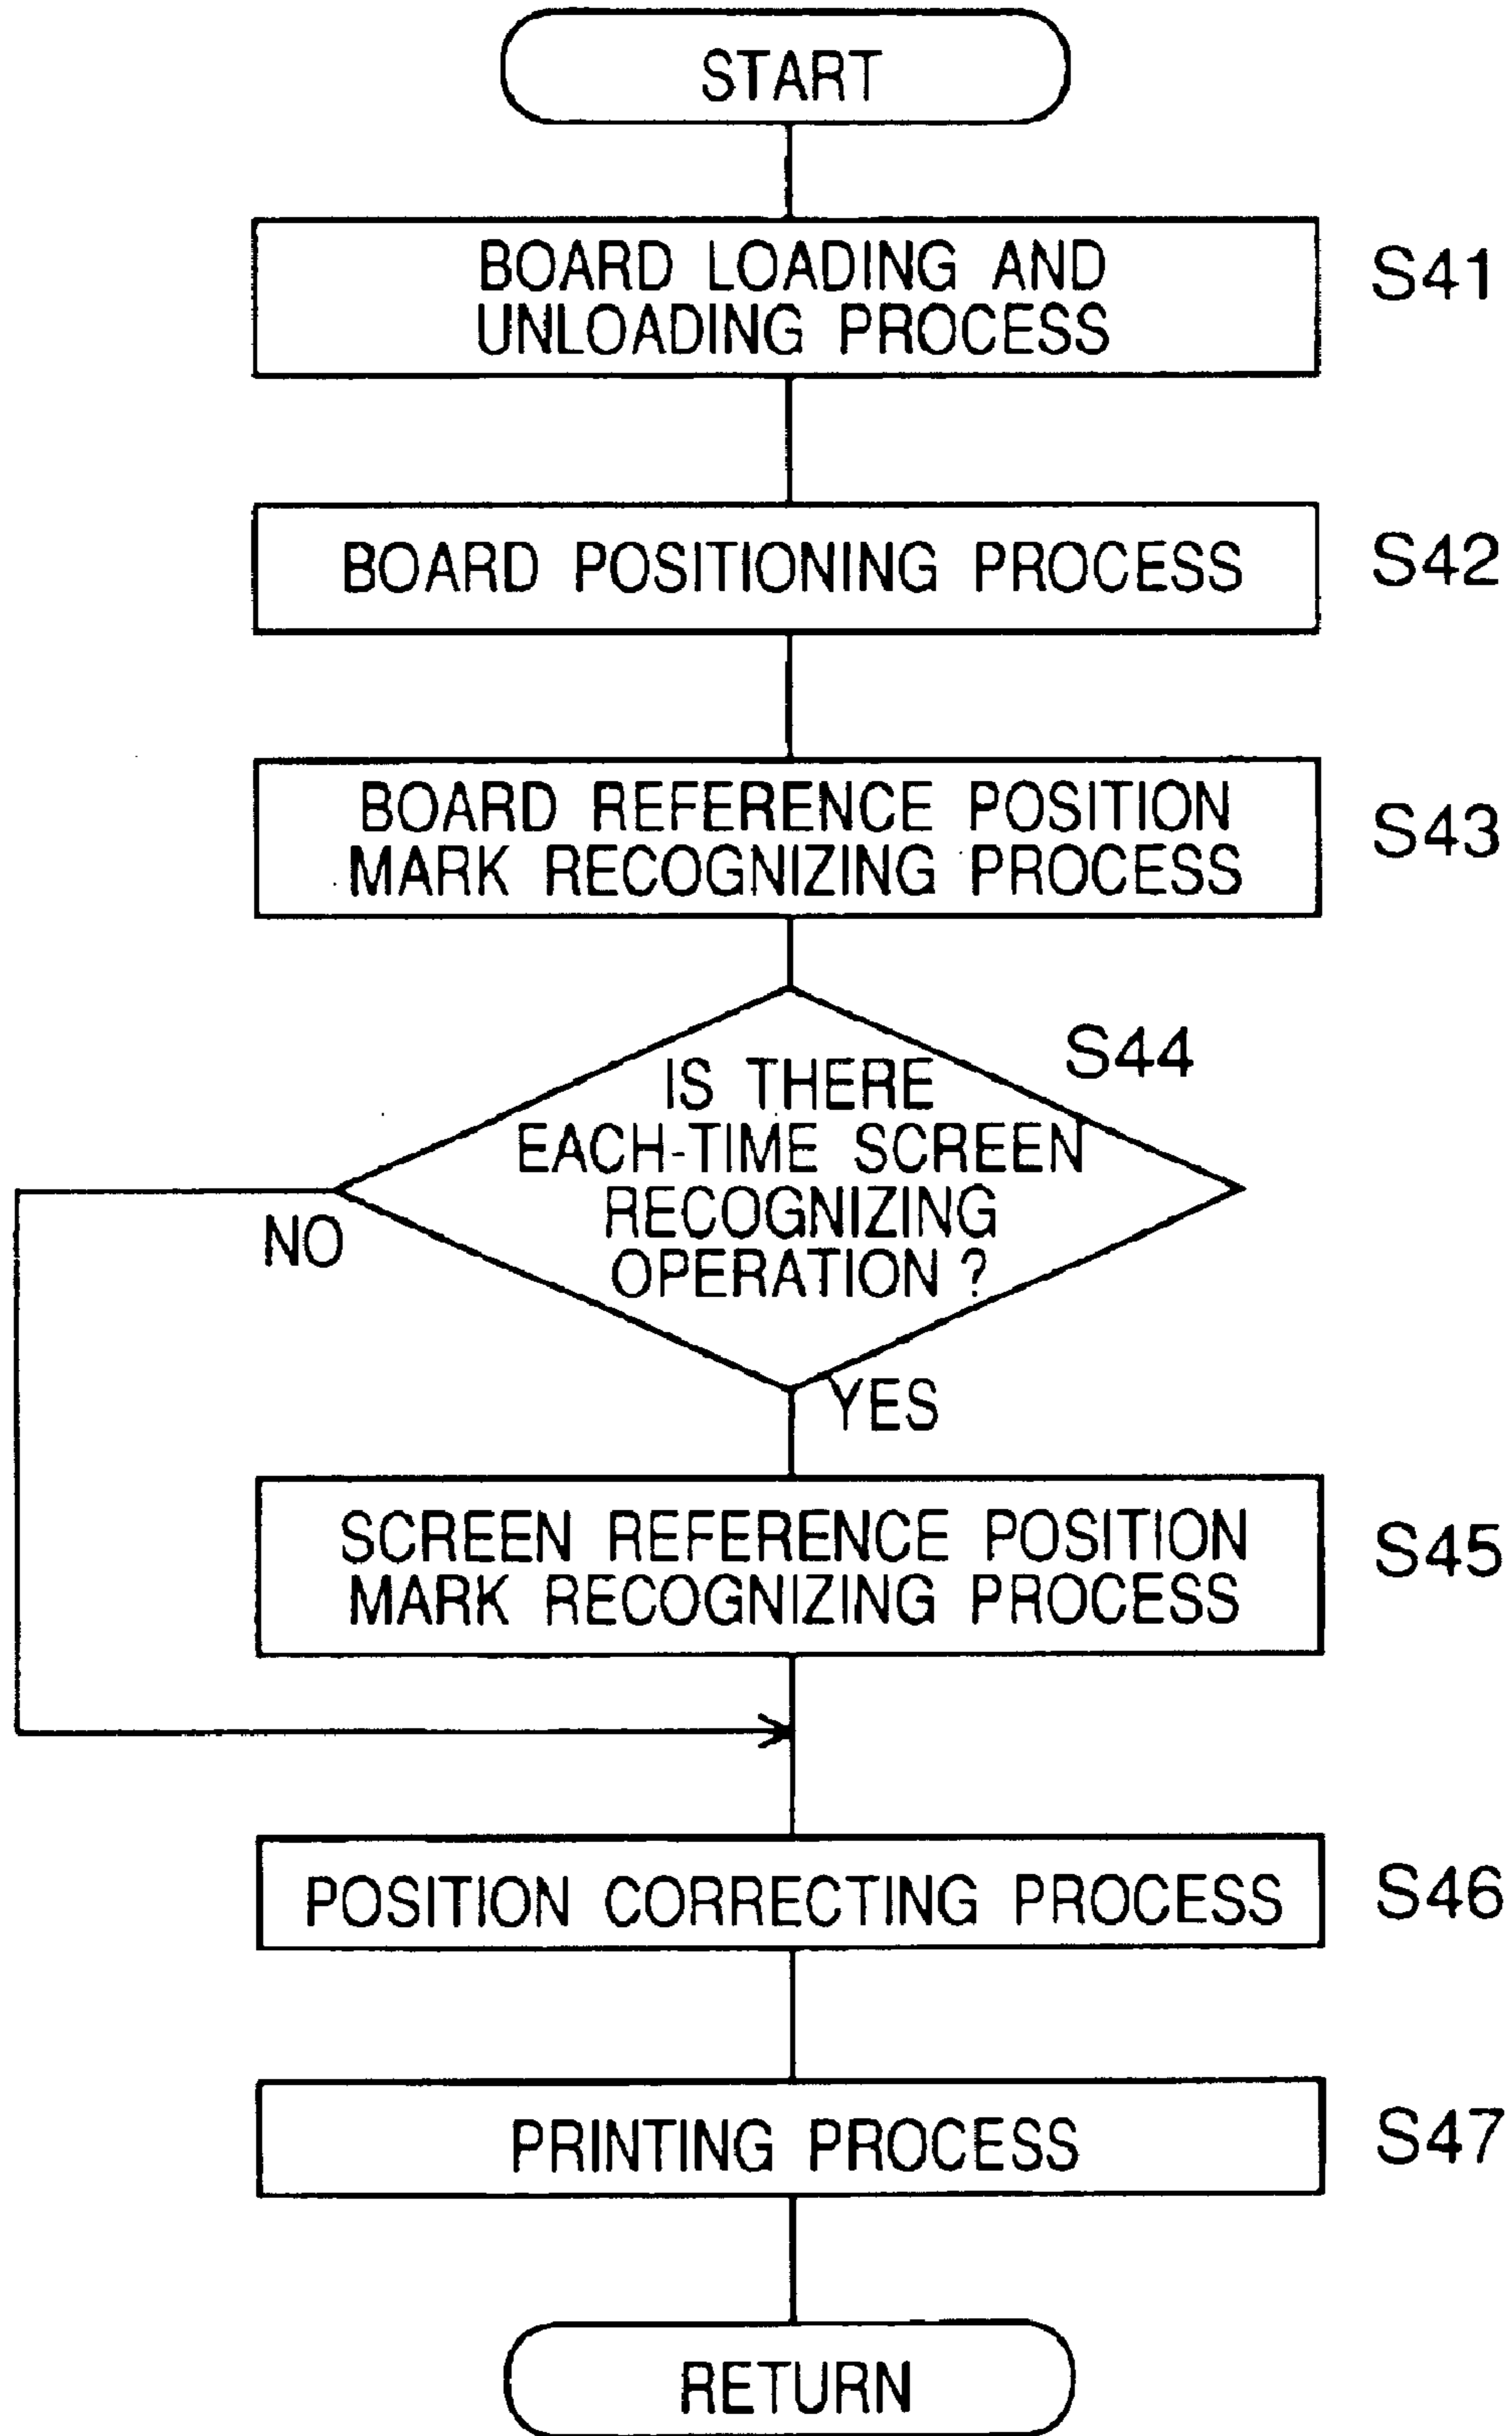 START
BOARD LOADING AND
UNLOADING PROCESS
S41
BOARD POSITIONING PROCESS
S42
BOARD REFERENCE POSITION
MARK RECOGNIZING PROCESS
S43
S44
IS THERE
EACH-TIME SCREEN
RECOGNIZING
OPERATION ?
NO
YES
SCREEN REFERENCE POSITION
MARK RECOGNIZING PROCESS
S45
POSITION CORRECTING PROCESS
S46
PRINTING PROCESS
S47
RETURN